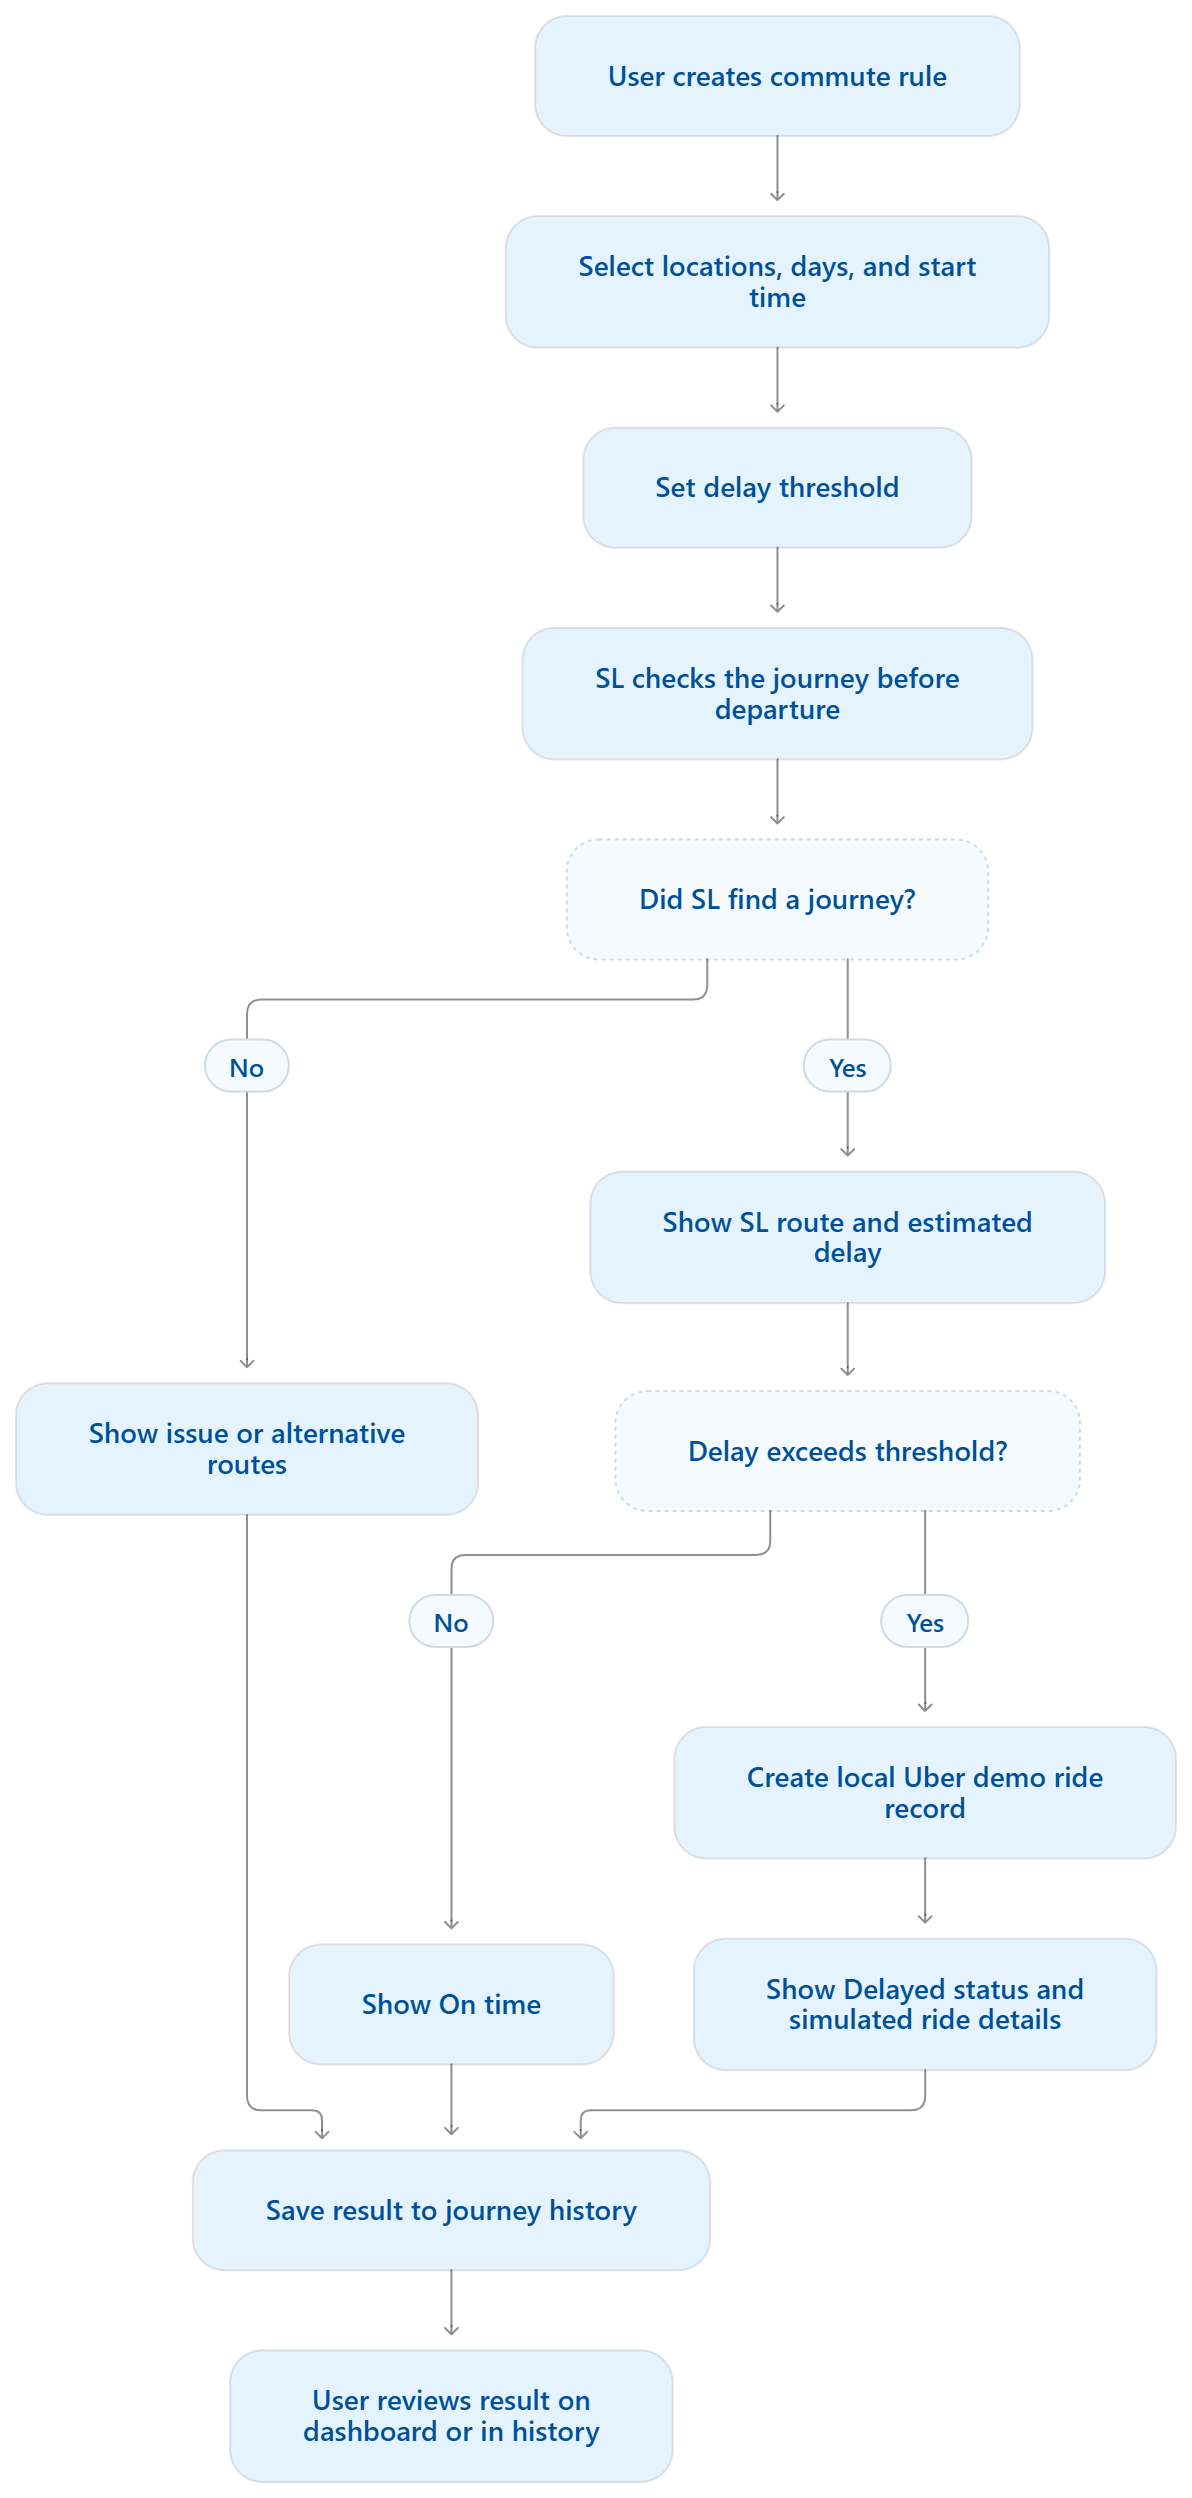 User creates commute rule
Select locations, days, and start
time
Set delay threshold
SL checks the journey before
departure
Did SL find a journey?
No
Yes
Show SL route and estimated
delay
Show issue or alternative
routes
Delay exceeds threshold?
No
Yes
Create local Uber demo ride
record
Show On time
Show Delayed status and
simulated ride details
Save result to journey history
User reviews result on
dashboard or in history